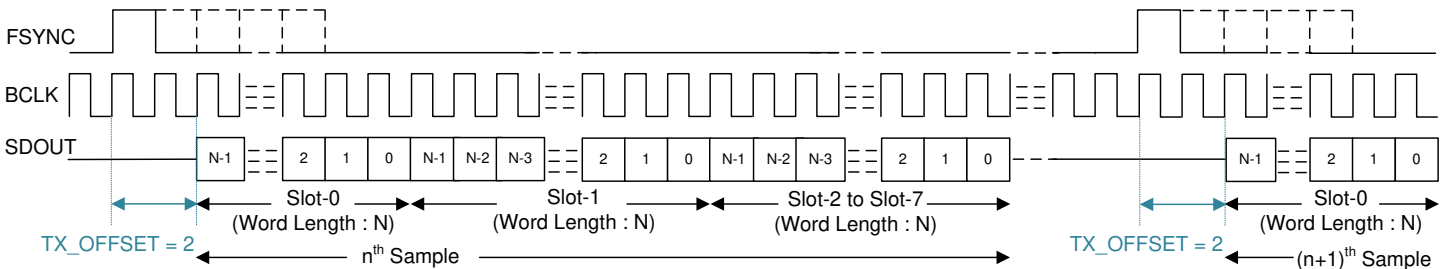 FSYNC
BCLK
SDOUT
N-1 2 1 0 N-1 N-2 N-3 2 1 0 N-1 N-2 N-3 2 1 0 N-1 2 1 0
Slot-0 Slot-1 Slot-2 to Slot-7 Slot-0
(Word Length : N) (Word Length : N) (Word Length : N) (Word Length : N)
TX_OFFSET = 2 TX_OFFSET = 2
nth Sample (n+1)th Sample